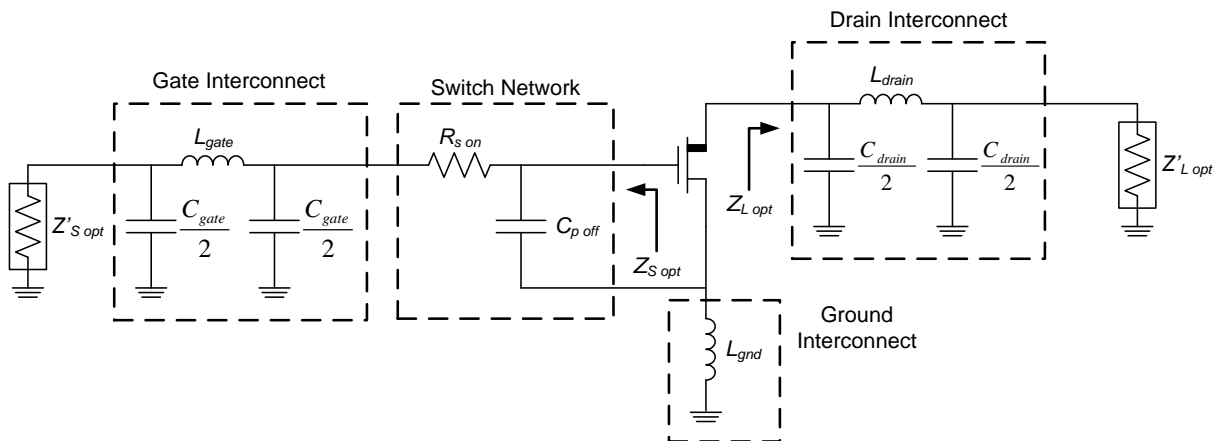 Drain Interconnect
Gate Interconnect
Switch Network
L_drain
L_gate
R_s on
C_gate/2
C_gate/2
C_p off
Z'_S opt
Z_S opt
Z_L opt
C_drain/2
C_drain/2
Z'_L opt
L_gnd
Ground
Interconnect